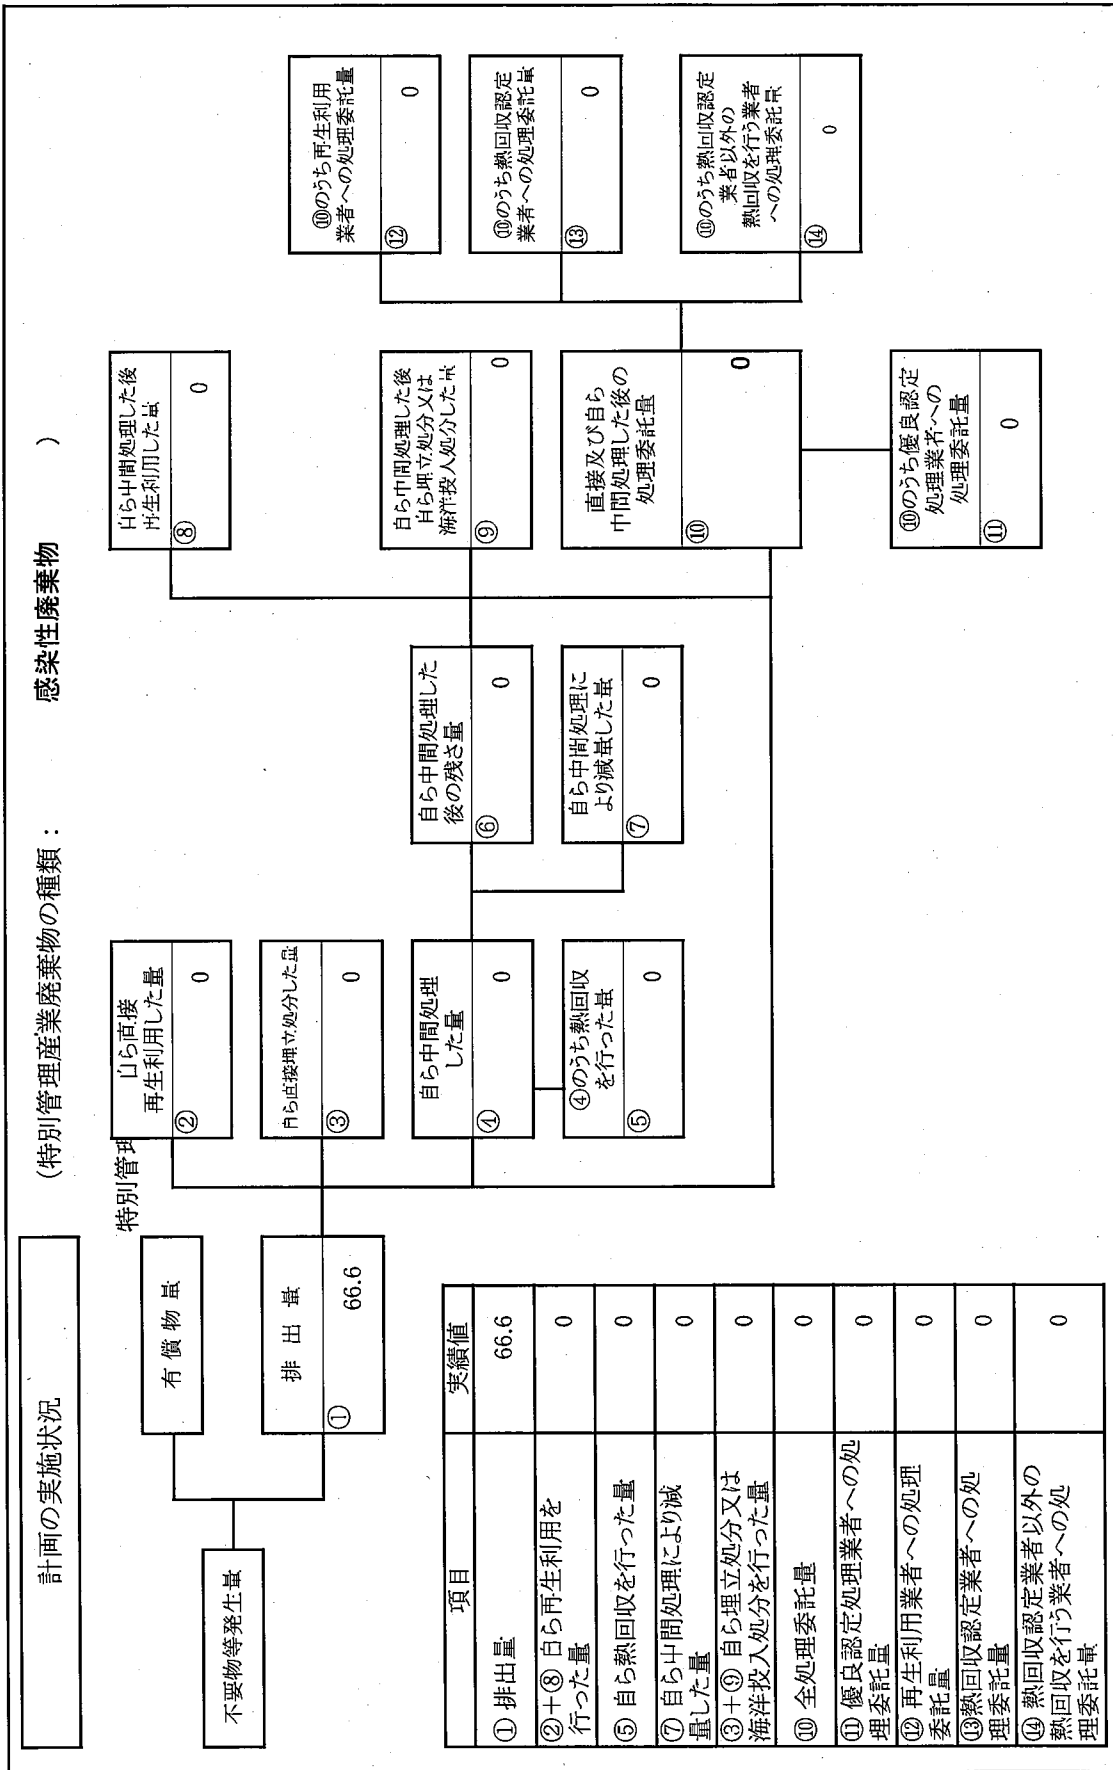 計画の実施状況
(特別管理産業廃棄物の種類：
感染性廃棄物
)
特別管理
不要物等発生量
有償物量
排出量
①
66.6
自ら直接
再生利用した量
②
0
自ら直接埋立処分した量
③
0
自ら中間処理
した量
④
0
④のうち熱回収
を行った量
⑤
0
自ら中間処理した
後の残さ量
⑥
0
自ら中間処理に
より減量した量
⑦
0
自ら中間処理した後
再生利用した量
⑧
0
自ら中間処理した後
自ら埋立処分又は
海洋投入処分した量
⑨
0
直接及び自ら
中間処理した後の
処理委託量
⑩
0
⑩のうち優良認定
処理業者への
処理委託量
⑪
0
⑩のうち再生利用
業者への処理委託量
⑫
0
⑩のうち熱回収認定
業者への処理委託量
⑬
0
⑩のうち熱回収認定
業者以外の
熱回収を行う業者
への処理委託量
⑭
0
項目
実績値
①排出量
66.6
②＋⑧自ら再生利用を
行った量
0
⑤自ら熱回収を行った量
0
⑦自ら中間処理により減
量した量
0
③＋⑨自ら埋立処分又は
海洋投入処分を行った量
0
⑩全処理委託量
0
⑪優良認定処理業者への処
理委託量
0
⑫再生利用業者への処理
委託量
0
⑬熱回収認定業者への処
理委託量
0
⑭熱回収認定業者以外の
熱回収を行う業者への処
理委託量
0